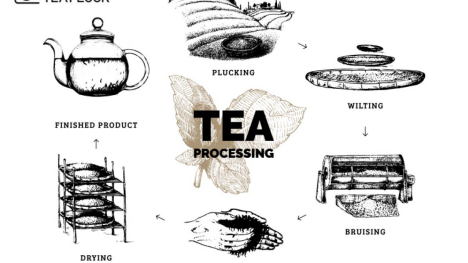 PLUCKING
WILTING
FINISHED PRODUCT
TEA
PROCESSING
BRUISING
DRYING